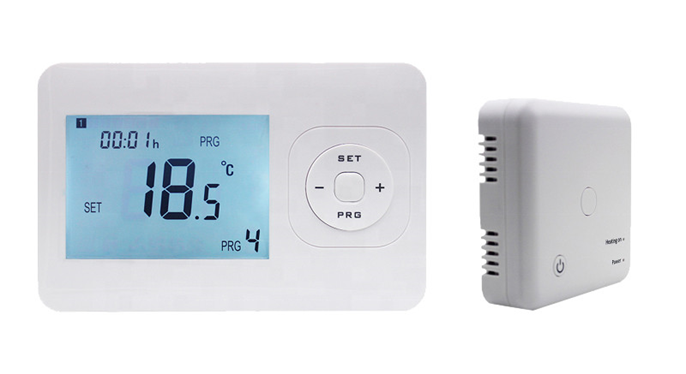 1
00:01h PRG
18.5 °C
SET
PRG 4
SET
- +
PRG
Heating on
Power